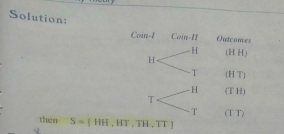 Solution:
Coin-I Coin-II Outcomes
H (H H)
H
T (H T)
H (T H)
T
T (T T)
then S = { HH , HT , TH , TT }